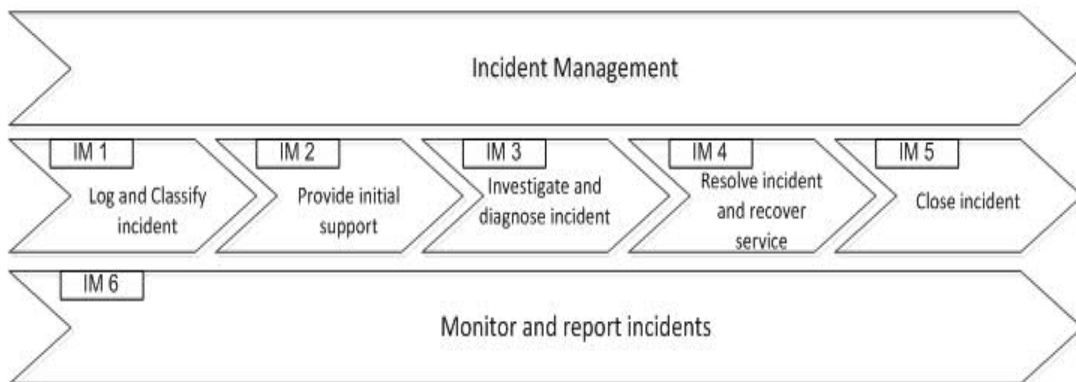 Incident Management
IM 1
Log and Classify
incident
IM 2
Provide initial
support
IM 3
Investigate and
diagnose incident
IM 4
Resolve incident
and recover
service
IM 5
Close incident
IM 6
Monitor and report incidents